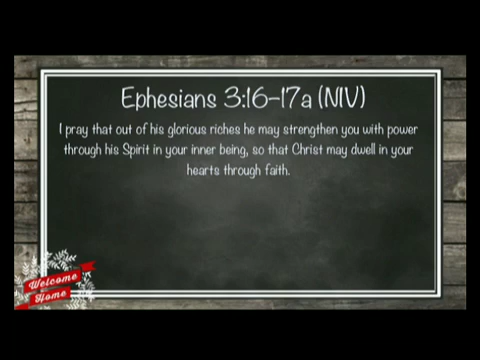 Ephesians 3:16-17a (NIV)
I pray that out of his glorious riches he may strengthen you with power
through his Spirit in your inner being, so that Christ may dwell in your
hearts through faith.
Welcome
Home